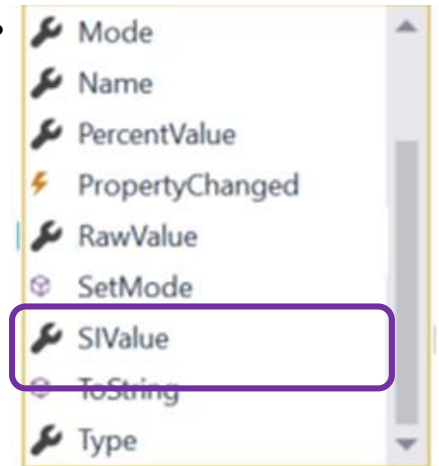 Mode
Name
PercentValue
PropertyChanged
RawValue
SetMode
SIValue
ToString
Type